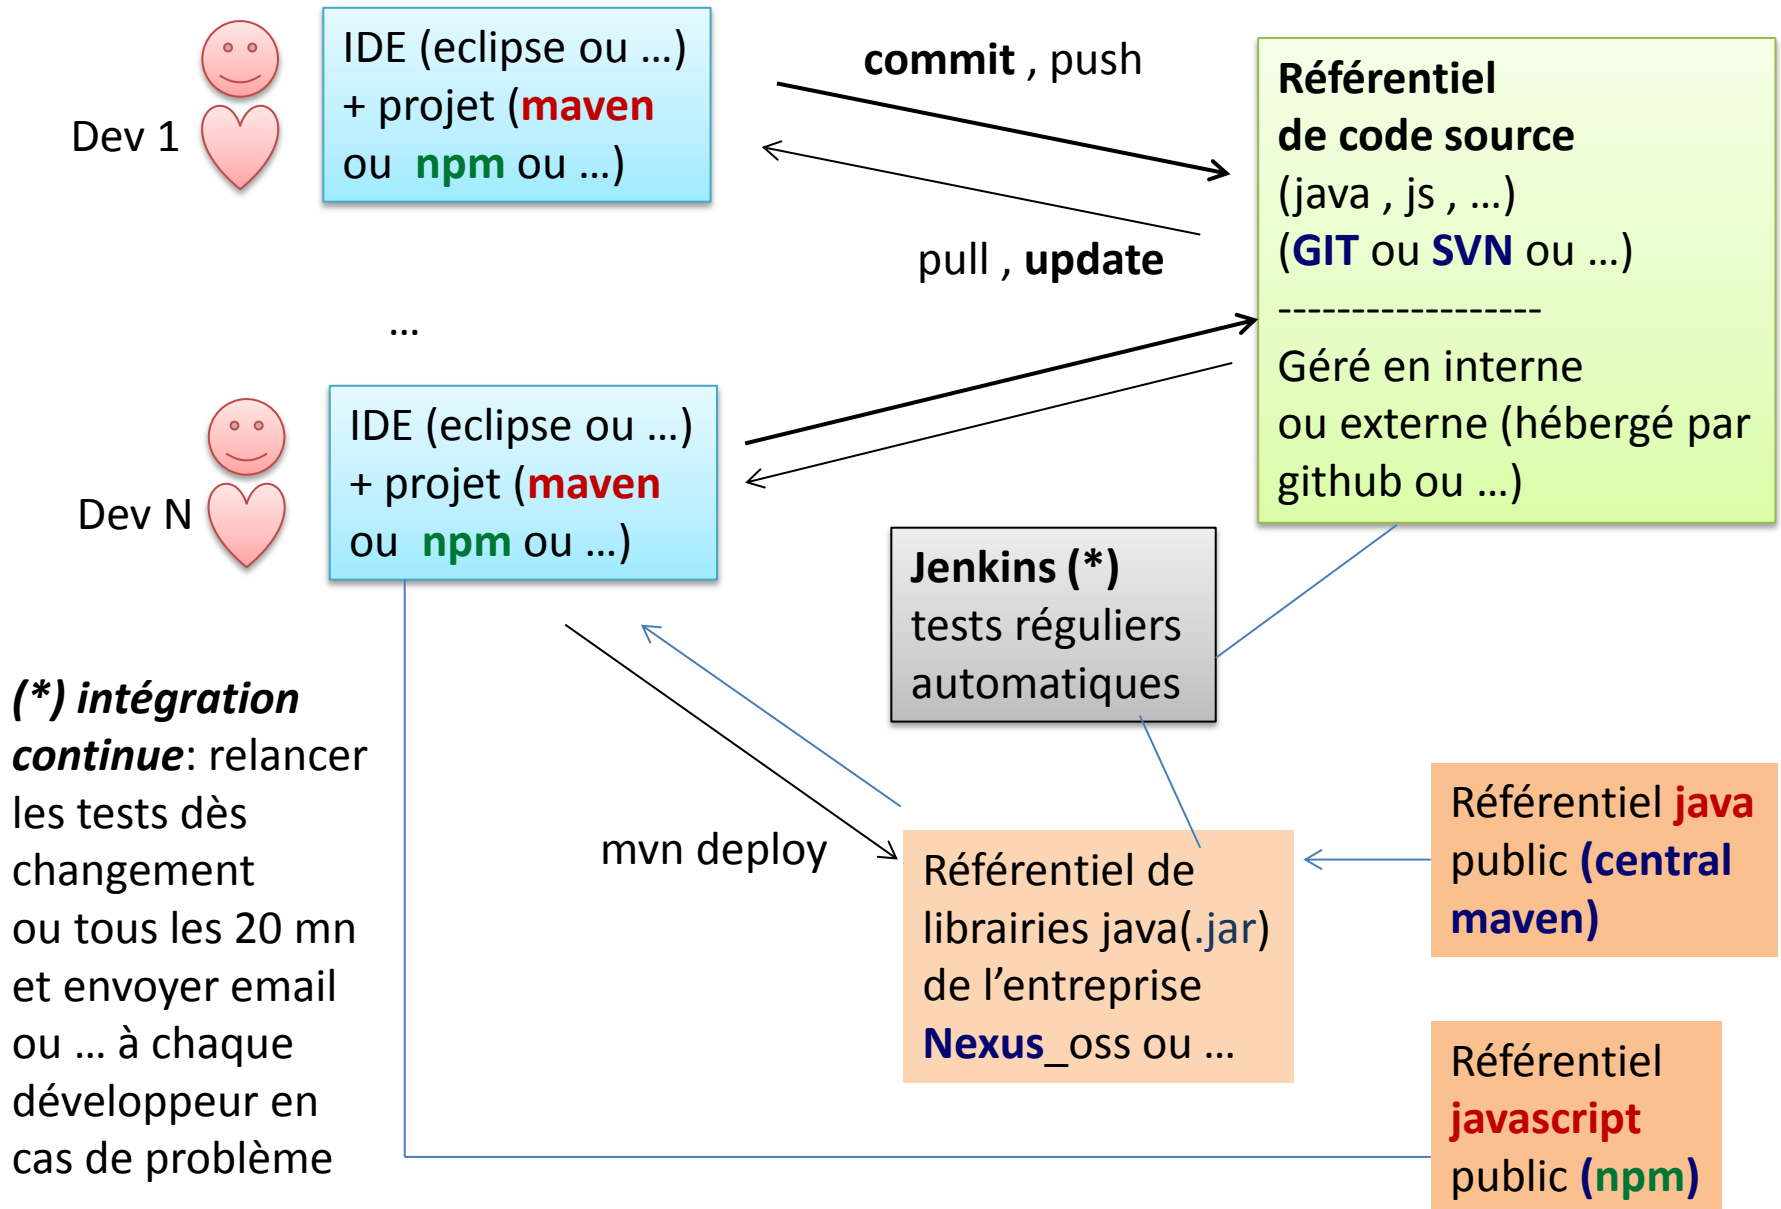 Dev 1
IDE (eclipse ou …)
+ projet (maven
ou npm ou …)
commit , push
pull , update
Référentiel
de code source
(java , js , …)
(GIT ou SVN ou …)
------------------
Géré en interne
ou externe (hébergé par
github ou …)
…
Dev N
IDE (eclipse ou …)
+ projet (maven
ou npm ou …)
Jenkins (*)
tests réguliers
automatiques
(*) intégration
continue: relancer
les tests dès
changement
ou tous les 20 mn
et envoyer email
ou … à chaque
développeur en
cas de problème
mvn deploy
Référentiel de
librairies java(.jar)
de l’entreprise
Nexus_oss ou …
Référentiel java
public (central
maven)
Référentiel
javascript
public (npm)